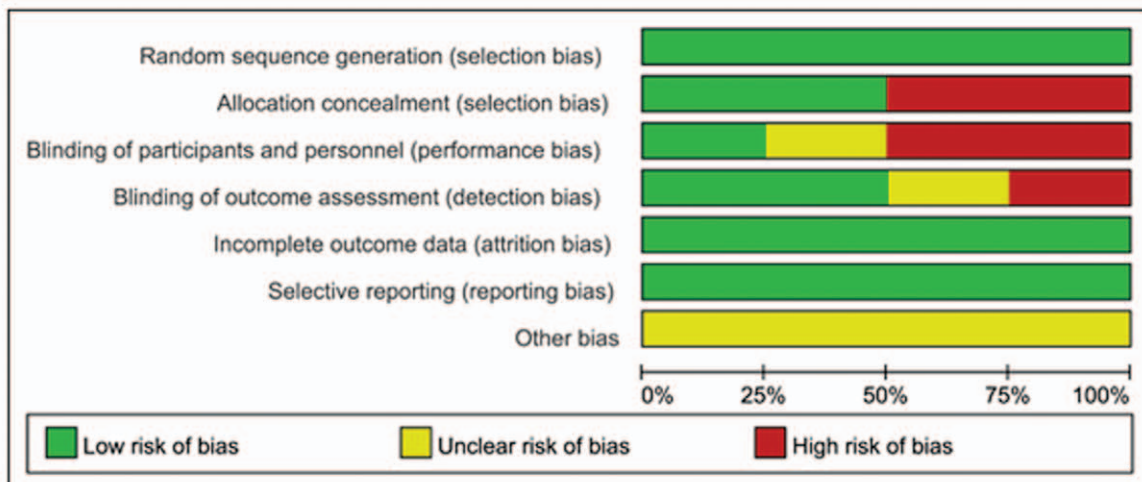 Random sequence generation (selection bias)
Allocation concealment (selection bias)
Blinding of participants and personnel (performance bias)
Blinding of outcome assessment (detection bias)
Incomplete outcome data (attrition bias)
Selective reporting (reporting bias)
Other bias
0% 25% 50% 75% 100%
Low risk of bias Unclear risk of bias High risk of bias